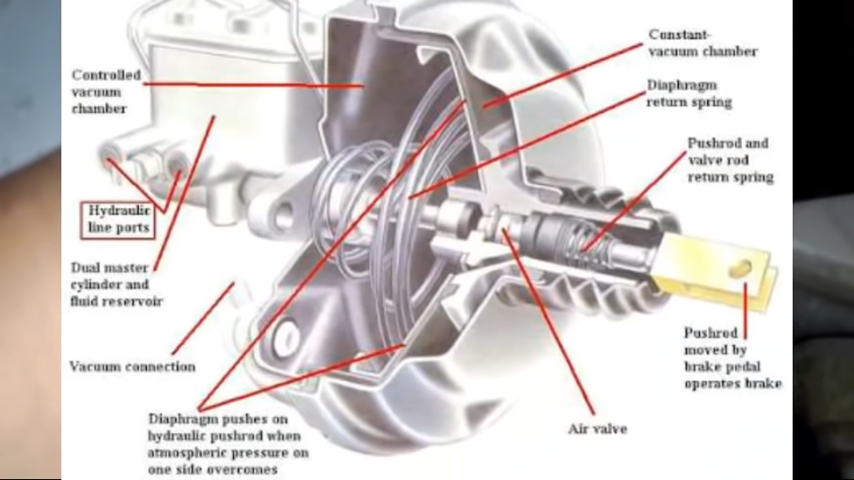 Controlled
vacuum
chamber
Hydraulic
line ports
Dual master
cylinder and
fluid reservoir
Vacuum connection
Diaphragm pushes on
hydraulic pushrod when
atmospheric pressure on
one side overcomes
Constant-
vacuum chamber
Diaphragm
return spring
Pushrod and
valve rod
return spring
Pushrod
moved by
brake pedal
operates brake
Air valve